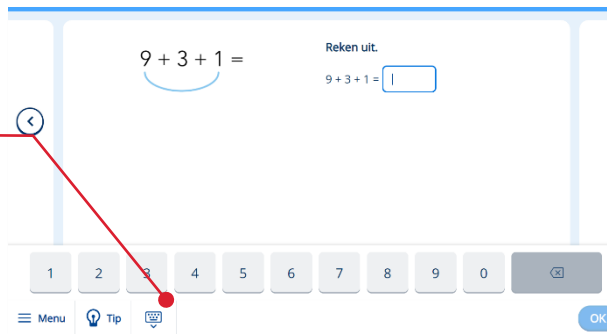 9 + 3 + 1 =
Reken uit.
9 + 3 + 1 =
1 2 3 4 5 6 7 8 9 0
Menu Tip OK